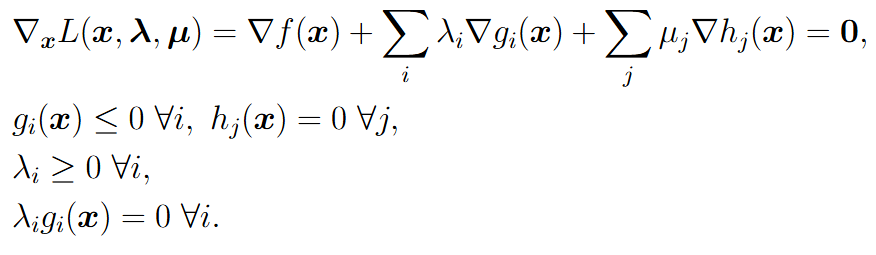 ∇ₓL(x, λ, μ) = ∇f(x) + ∑ᵢ λᵢ∇gᵢ(x) + ∑ⱼ μⱼ∇hⱼ(x) = 0,
gᵢ(x) ≤ 0 ∀i, hⱼ(x) = 0 ∀j,
λᵢ ≥ 0 ∀i,
λᵢgᵢ(x) = 0 ∀i.